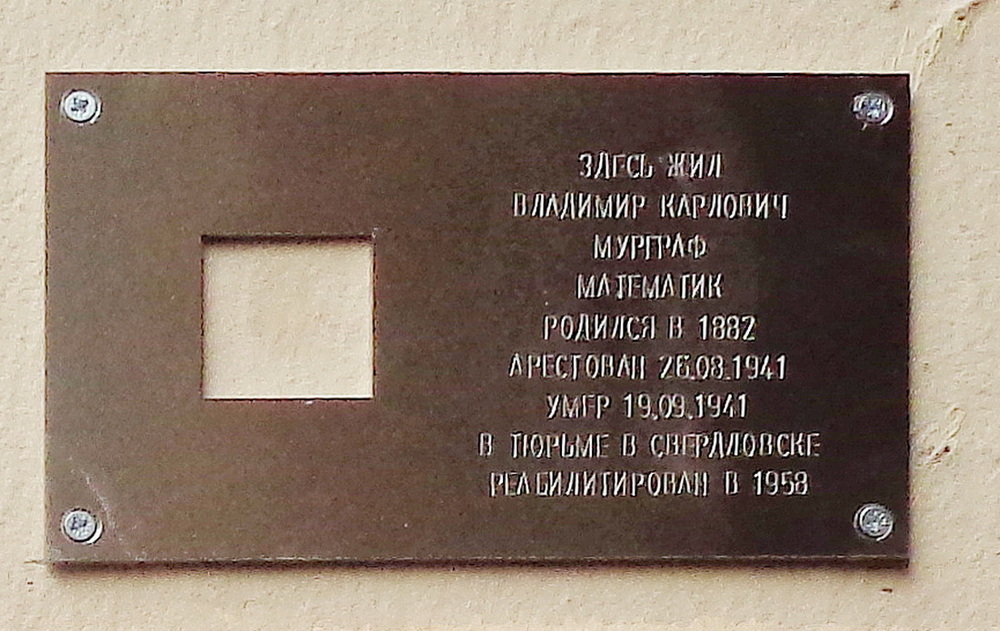 ЗДЕСЬ ЖИЛ
ВЛАДИМИР КАРЛОВИЧ
МУРГРАФ
МАТЕМАТИК
РОДИЛСЯ В 1882
АРЕСТОВАН 26.08.1941
УМЕР 19.09.1941
В ТЮРЬМЕ В СВЕРДЛОВСКЕ
РЕАБИЛИТИРОВАН В 1958